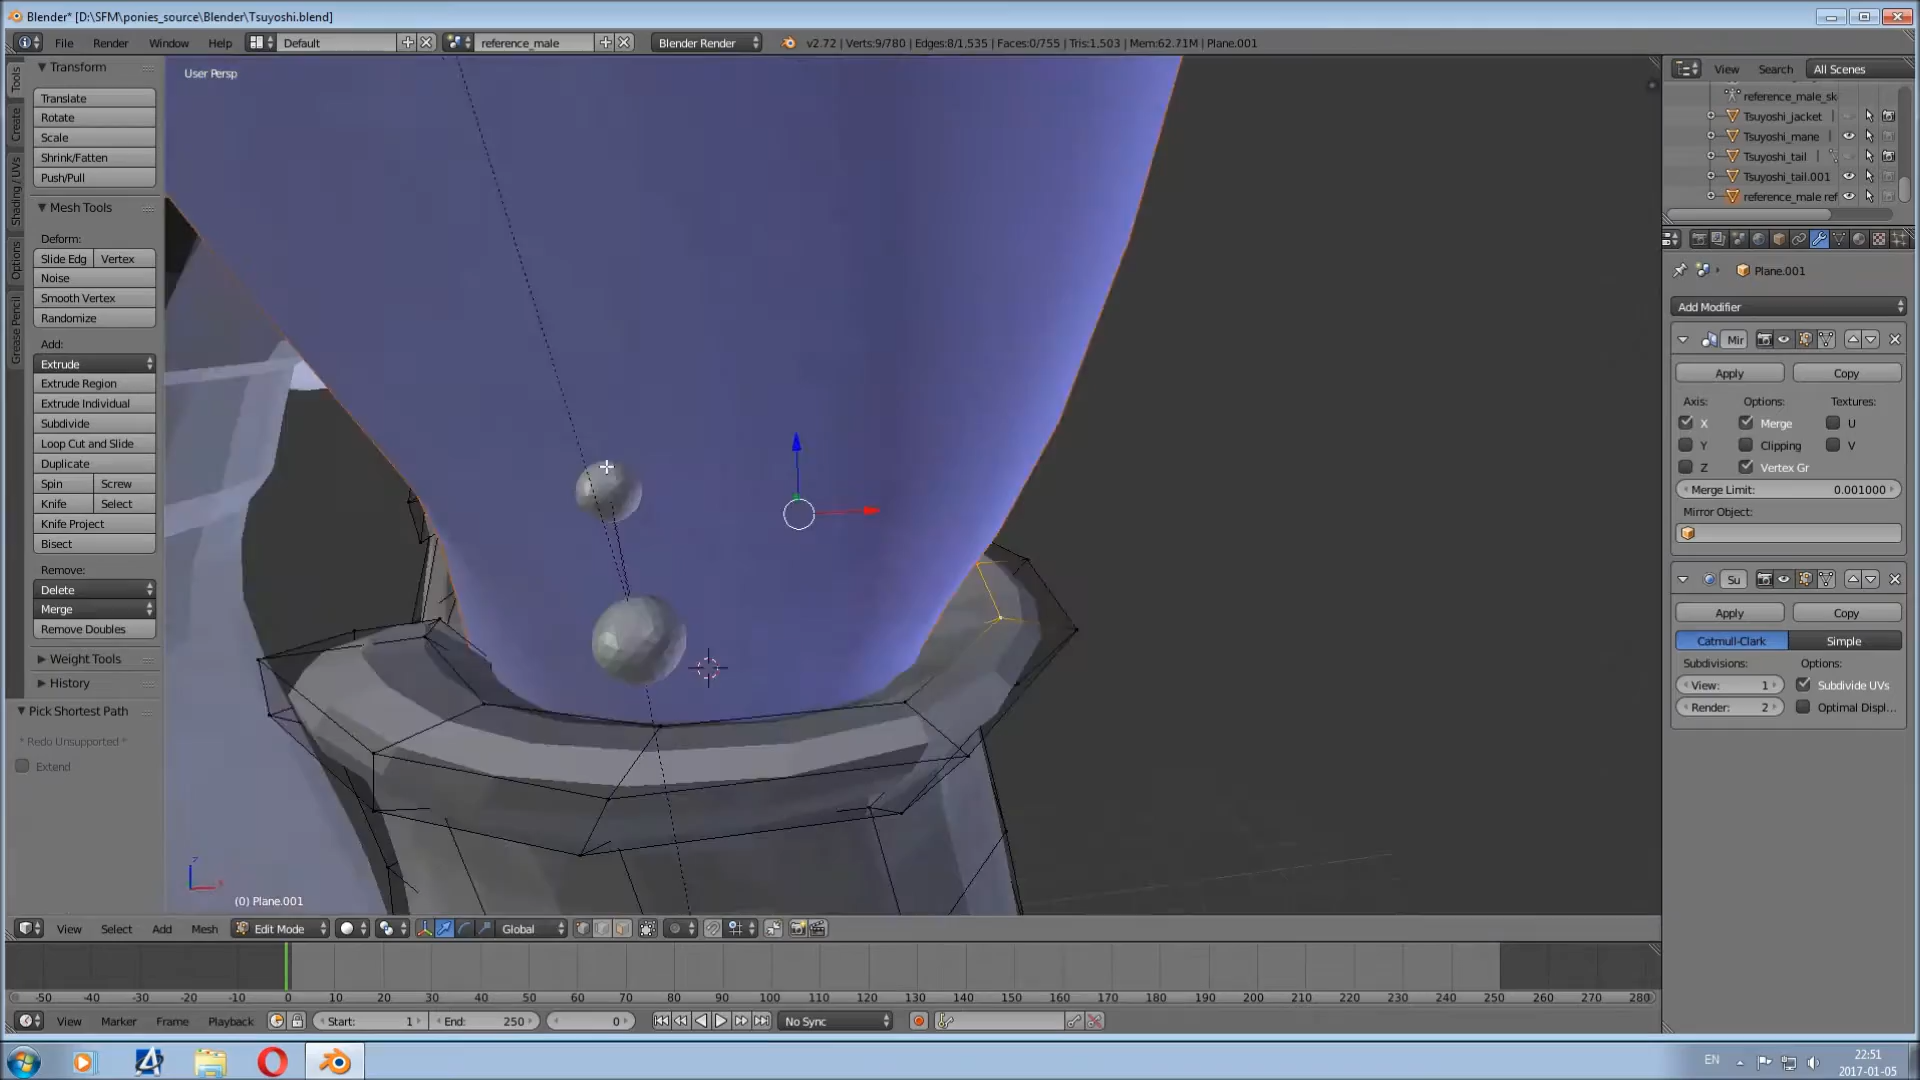 Blender* [D:\SFM\ponies_source\Blender\Tsuyoshi.blend]
File Render Window Help Default reference_male Blender Render v2.72 | Verts:9/780 | Edges:8/1,535 | Faces:0/755 | Tris:1,503 | Mem:62.71M | Plane.001
Tools
Create
Shading / UVs
Options
Grease Pencil
Transform
Translate
Rotate
Scale
Shrink/Fatten
Push/Pull
Mesh Tools
Deform:
Slide Edg Vertex
Noise
Smooth Vertex
Randomize
Add:
Extrude
Extrude Region
Extrude Individual
Subdivide
Loop Cut and Slide
Duplicate
Spin Screw
Knife Select
Knife Project
Bisect
Remove:
Delete
Merge
Remove Doubles
Weight Tools
History
Pick Shortest Path
* Redo Unsupported *
Extend
User Persp
(0) Plane.001
View Search All Scenes
reference_male_sk
Tsuyoshi_jacket
Tsuyoshi_mane
Tsuyoshi_tail
Tsuyoshi_tail.001
reference_male ref
Plane.001
Add Modifier
Mir
Apply Copy
Axis: Options: Textures:
X Merge U
Y Clipping V
Z Vertex Gr
Merge Limit: 0.001000
Mirror Object:
Su
Apply Copy
Catmull-Clark Simple
Subdivisions: Options:
View: 1 Subdivide UVs
Render: 2 Optimal Displ...
View Select Add Mesh Edit Mode Global
-50 -40 -30 -20 -10 0 10 20 30 40 50 60 70 80 90 100 110 120 130 140 150 160 170 180 190 200 210 220 230 240 250 260 270 280
View Marker Frame Playback Start: 1 End: 250 0 No Sync
EN 22:51
2017-01-05